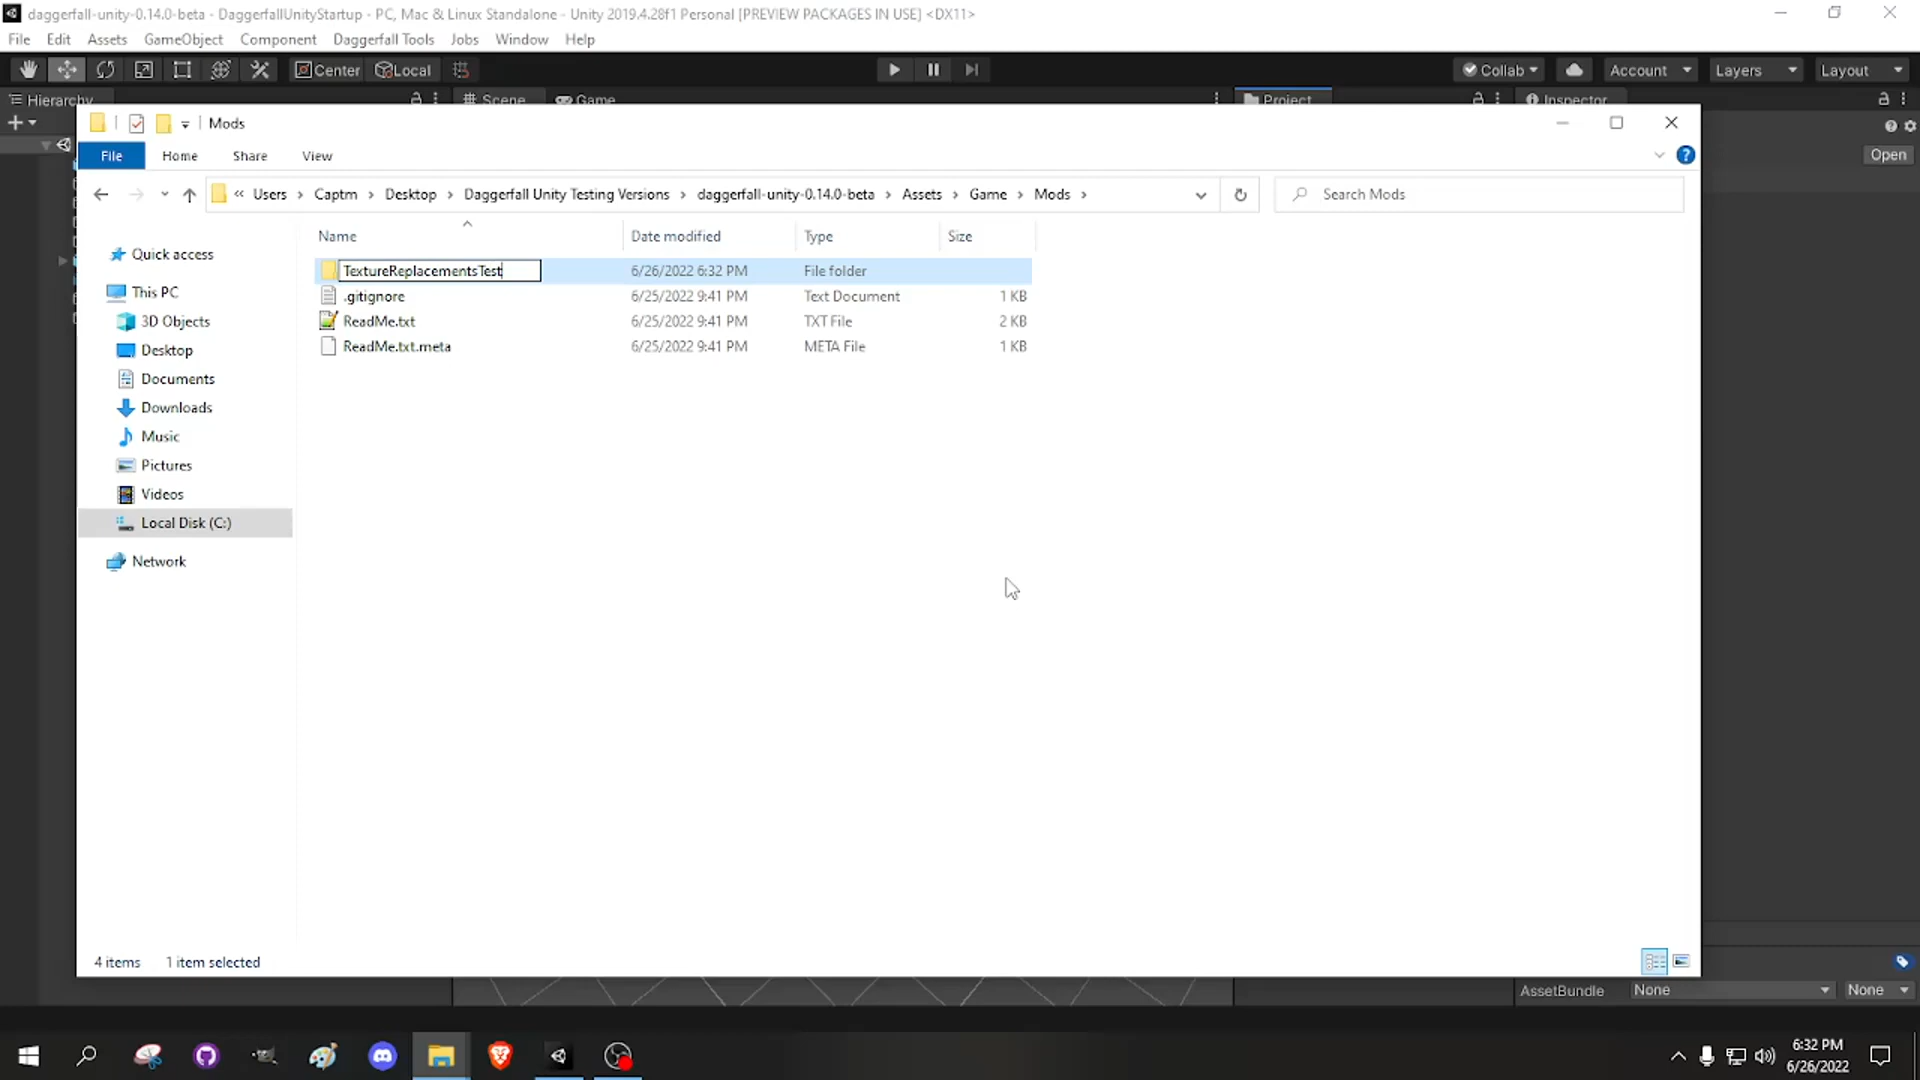 daggerfall-unity-0.14.0-beta - DaggerfallUnityStartup - PC, Mac & Linux Standalone - Unity 2019.4.28f1 Personal [PREVIEW PACKAGES IN USE] <DX11>
File Edit Assets GameObject Component Daggerfall Tools Jobs Window Help
Center Local Collab Account Layers Layout
Hierarchy Scene Game Project Inspector
Mods
File Home Share View
Open
« Users › Captm › Desktop › Daggerfall Unity Testing Versions › daggerfall-unity-0.14.0-beta › Assets › Game › Mods › Search Mods
Name Date modified Type Size
Quick access
TextureReplacementsTest 6/26/2022 6:32 PM File folder
This PC
.gitignore 6/25/2022 9:41 PM Text Document 1 KB
3D Objects
ReadMe.txt 6/25/2022 9:41 PM TXT File 2 KB
Desktop
ReadMe.txt.meta 6/25/2022 9:41 PM META File 1 KB
Documents
Downloads
Music
Pictures
Videos
Local Disk (C:)
Network
4 items 1 item selected
AssetBundle None None
6:32 PM
6/26/2022